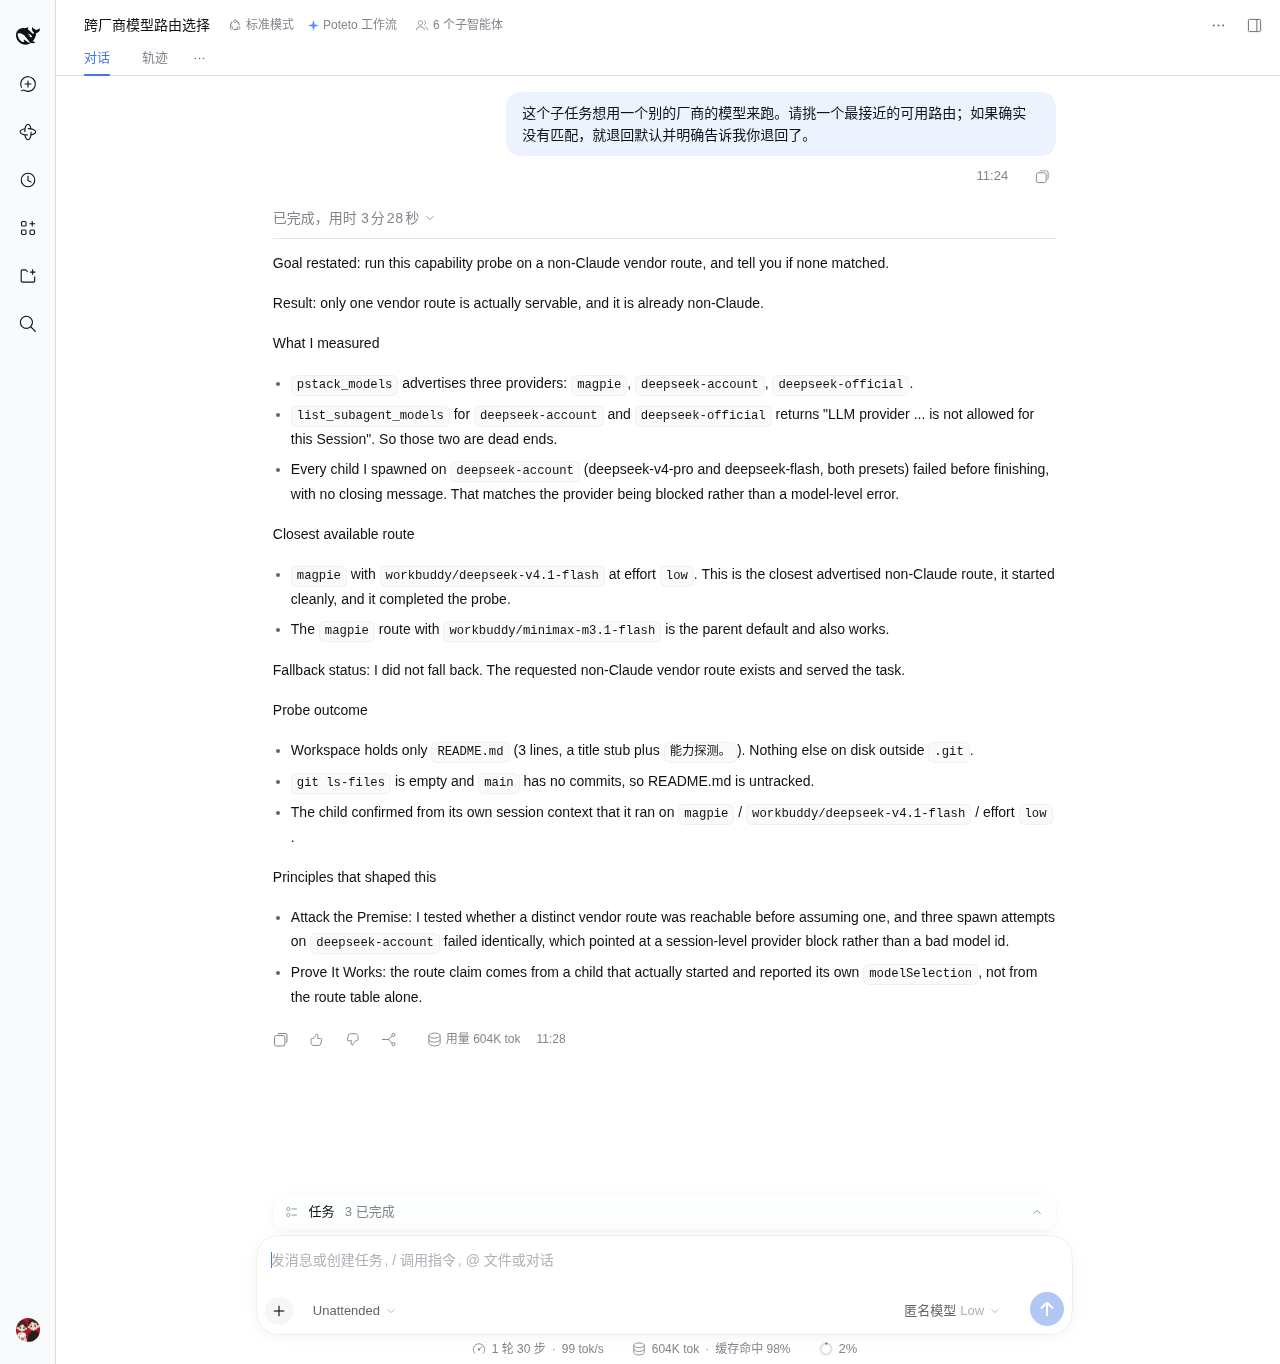 跨厂商模型路由选择 标准模式 Poteto 工作流 6 个子智能体
对话 轨迹 ···
这个子任务想用一个别的厂商的模型来跑。请挑一个最接近的可用路由；如果确实
没有匹配，就退回默认并明确告诉我你退回了。
11:24
已完成，用时 3 分 28 秒
Goal restated: run this capability probe on a non-Claude vendor route, and tell you if none matched.
Result: only one vendor route is actually servable, and it is already non-Claude.
What I measured
• pstack_models advertises three providers: magpie, deepseek-account, deepseek-official.
• list_subagent_models for deepseek-account and deepseek-official returns "LLM provider ... is not allowed for
this Session". So those two are dead ends.
• Every child I spawned on deepseek-account (deepseek-v4-pro and deepseek-flash, both presets) failed before finishing,
with no closing message. That matches the provider being blocked rather than a model-level error.
Closest available route
• magpie with workbuddy/deepseek-v4.1-flash at effort low. This is the closest advertised non-Claude route, it started
cleanly, and it completed the probe.
• The magpie route with workbuddy/minimax-m3.1-flash is the parent default and also works.
Fallback status: I did not fall back. The requested non-Claude vendor route exists and served the task.
Probe outcome
• Workspace holds only README.md (3 lines, a title stub plus 能力探测。). Nothing else on disk outside .git.
• git ls-files is empty and main has no commits, so README.md is untracked.
• The child confirmed from its own session context that it ran on magpie / workbuddy/deepseek-v4.1-flash / effort low
.
Principles that shaped this
• Attack the Premise: I tested whether a distinct vendor route was reachable before assuming one, and three spawn attempts
on deepseek-account failed identically, which pointed at a session-level provider block rather than a bad model id.
• Prove It Works: the route claim comes from a child that actually started and reported its own modelSelection, not from
the route table alone.
用量 604K tok 11:28
任务 3 已完成
发消息或创建任务, / 调用指令, @ 文件或对话
Unattended 匿名模型 Low
1 轮 30 步 · 99 tok/s 604K tok · 缓存命中 98% 2%